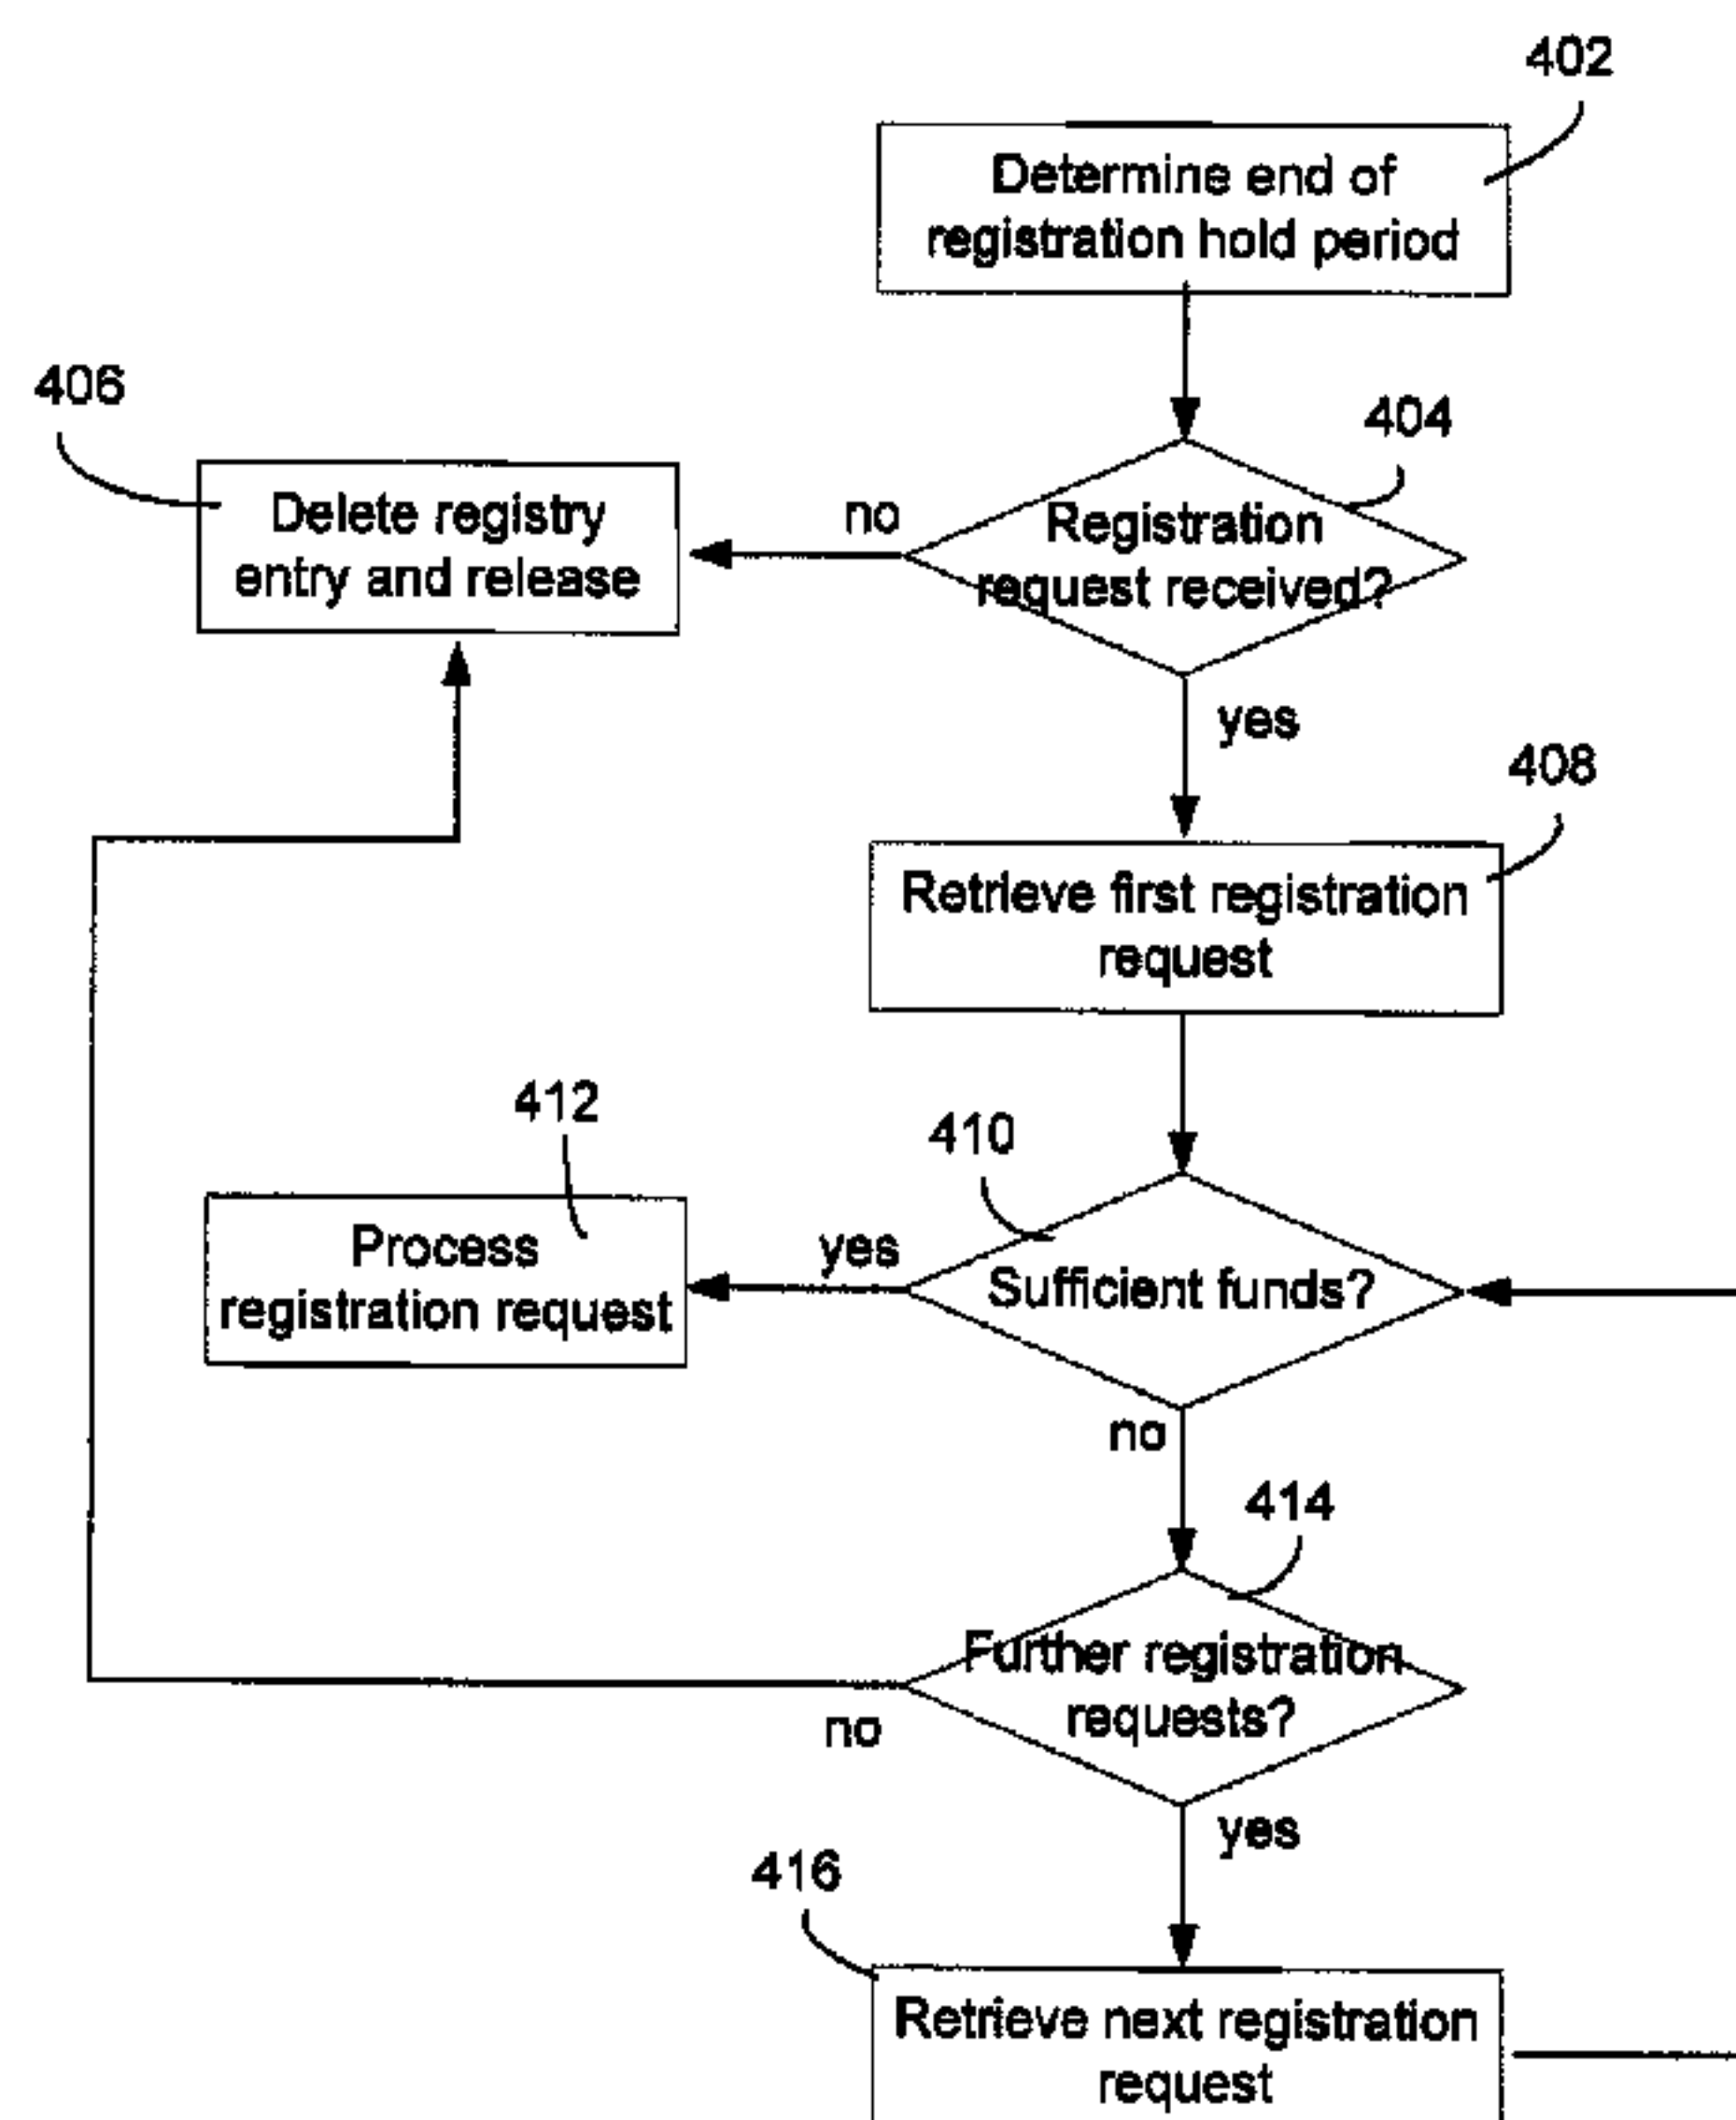 402
Determine end of
registration hold period
406
404
Delete registry
entry and release
no
Registration
request received?
yes
408
Retrieve first registration
request
412
410
Process
registration request
yes
Sufficient funds?
no
414
Further registration
requests?
no
yes
416
Retrieve next registration
request